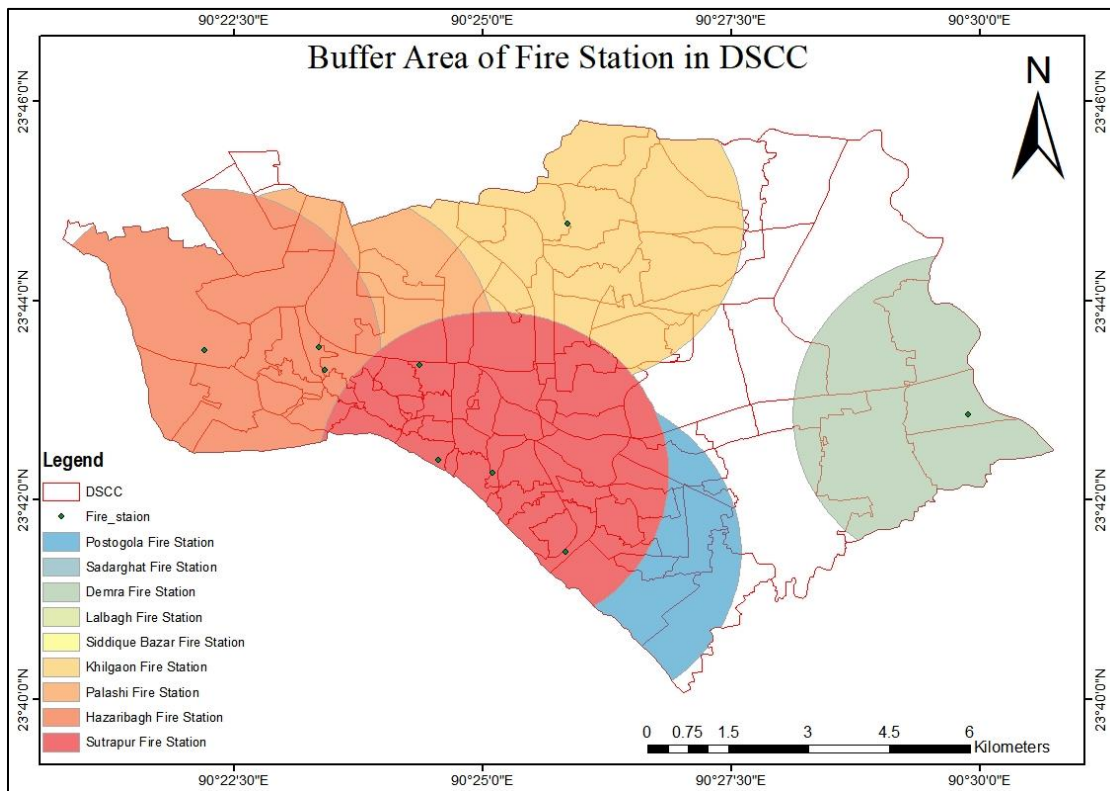 90°22'30"E 90°25'0"E 90°27'30"E 90°30'0"E
Buffer Area of Fire Station in DSCC
N
23°46'0"N 23°46'0"N
23°44'0"N 23°44'0"N
23°42'0"N 23°42'0"N
23°40'0"N 23°40'0"N
Legend
DSCC
Fire_staion
Postogola Fire Station
Sadarghat Fire Station
Demra Fire Station
Lalbagh Fire Station
Siddique Bazar Fire Station
Khilgaon Fire Station
Palashi Fire Station
Hazaribagh Fire Station
Sutrapur Fire Station
0 0.75 1.5 3 4.5 6
Kilometers
90°22'30"E 90°25'0"E 90°27'30"E 90°30'0"E